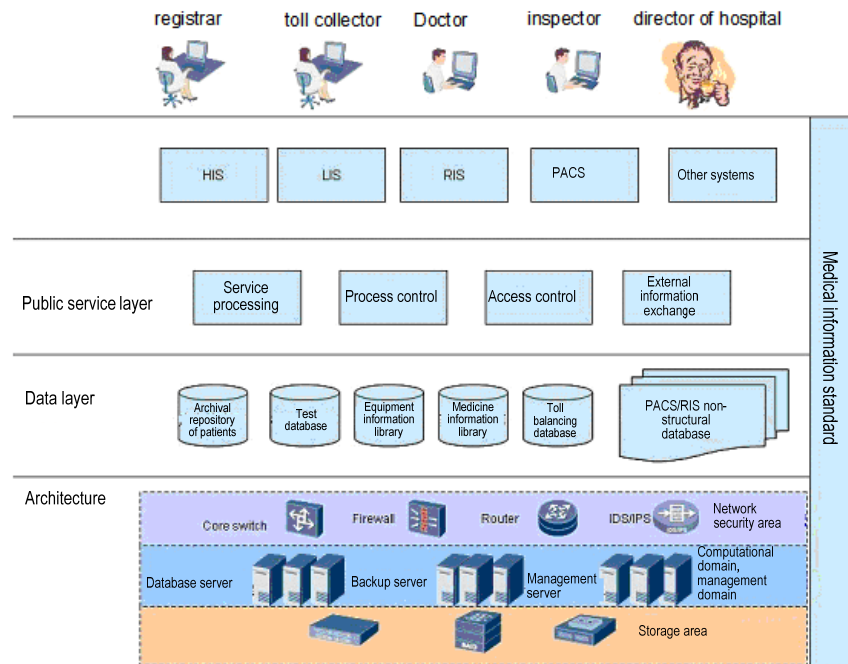 registrar
toll collector
Doctor
inspector
director of hospital
HIS
LIS
RIS
PACS
Other systems
Public service layer
Service
processing
Process control
Access control
External
information
exchange
Data layer
Archival
repository
of patients
Test
database
Equipment
information
library
Medicine
information
library
Toll
balancing
database
PACS/RIS non-
structural
database
Architecture
Core switch
Firewall
Router
IDS/IPS
Network
security area
Database server
Backup server
Management
server
Computational
domain,
management
domain
Storage area
Medical information standard